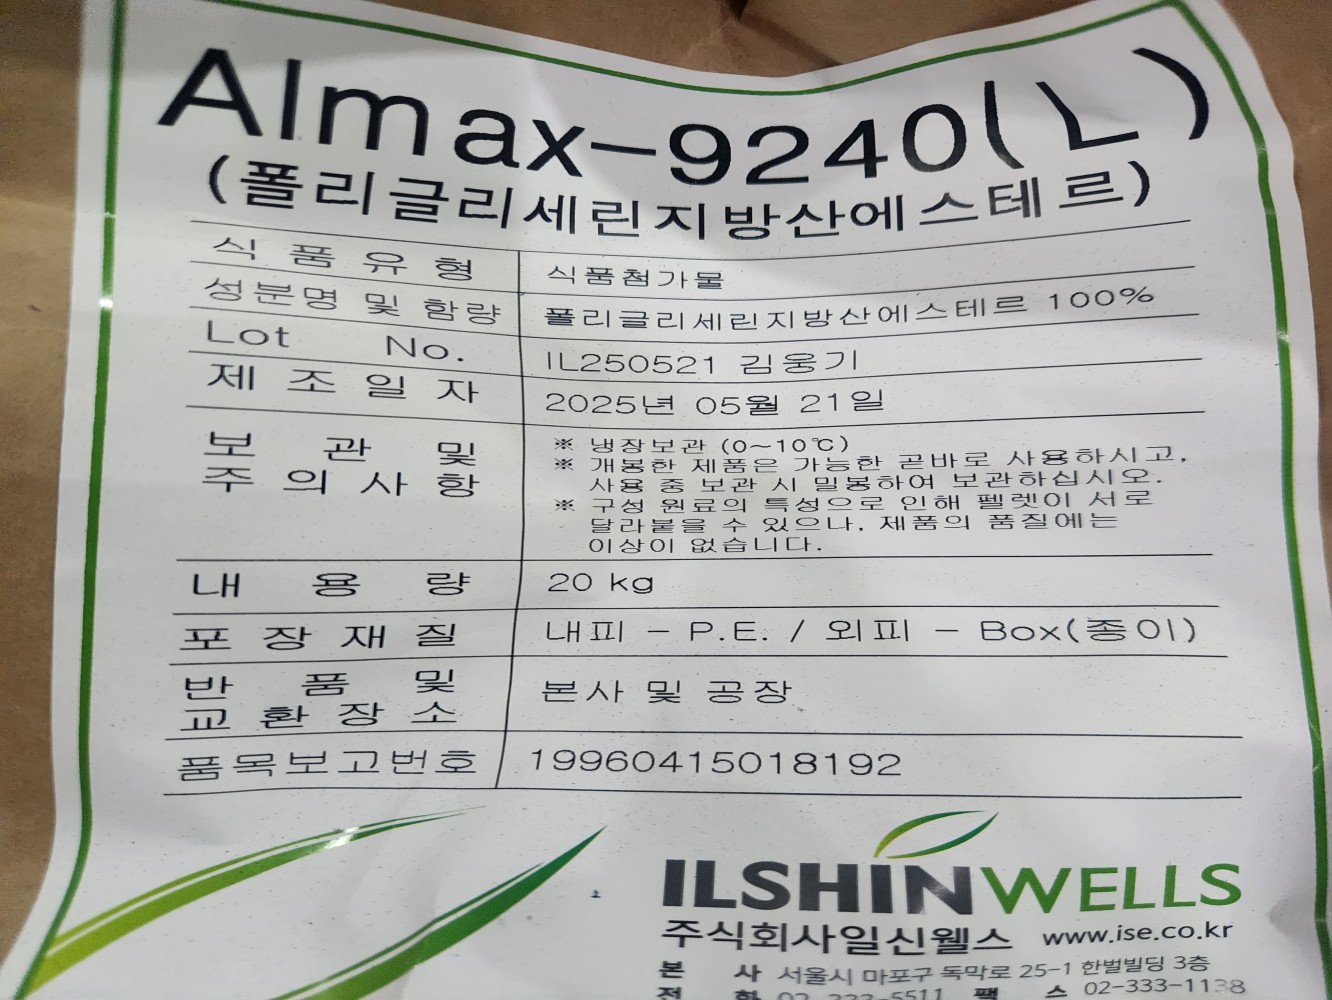 Almax-9240(L)
(폴리글리세린지방산에스테르)
식 품 유 형 식품첨가물
성분명 및 함량 폴리글리세린지방산에스테르 100%
Lot No. IL250521 김웅기
제 조 일 자 2025년 05월 21일
보 관 및
주 의 사 항
※ 냉장보관 (0~10℃)
※ 개봉한 제품은 가능한 곧바로 사용하시고,
사용 중 보관 시 밀봉하여 보관하십시오.
※ 구성 원료의 특성으로 인해 펠렛이 서로
달라붙을 수 있으나, 제품의 품질에는
이상이 없습니다.
내 용 량 20 kg
포 장 재 질 내피 - P.E. / 외피 - Box(종이)
반 품 및
교 환 장 소
본사 및 공장
품목보고번호 19960415018192
ILSHINWELLS
주식회사일신웰스 www.ise.co.kr
본 사 서울시 마포구 독막로 25-1 한벌빌딩 3층
전 화 02-333-5511 팩 스 02-333-1138